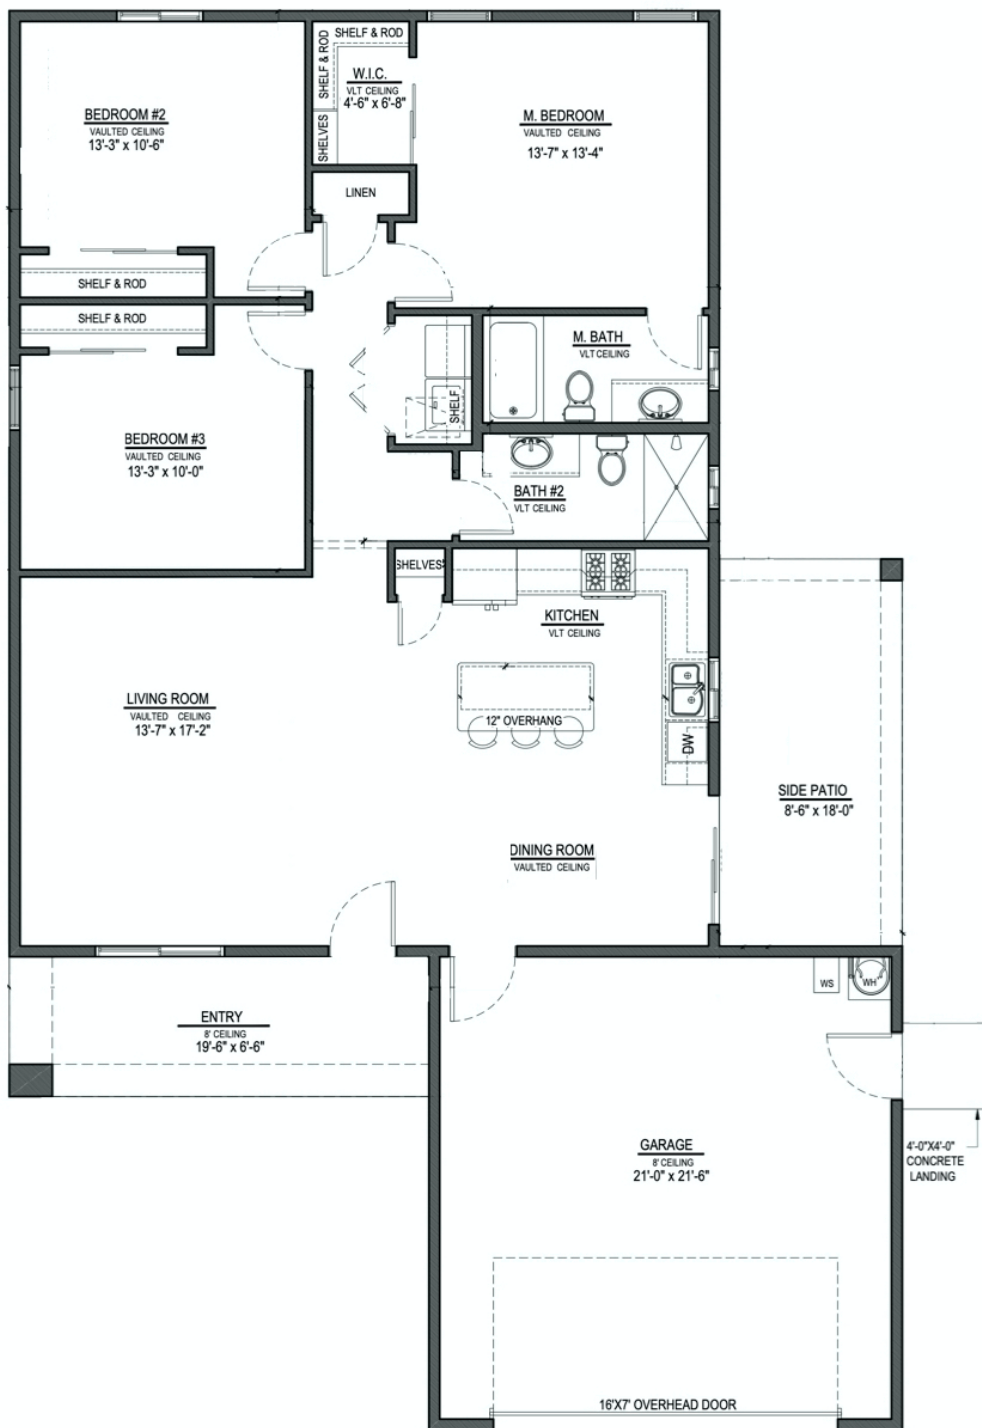 SHELF & ROD
SHELF & ROD
SHELVES
W.I.C.
VLT CEILING
4'-6" x 6'-8"
BEDROOM #2
VAULTED CEILING
13'-3" x 10'-6"
M. BEDROOM
VAULTED CEILING
13'-7" x 13'-4"
LINEN
SHELF & ROD
SHELF & ROD
M. BATH
VLT CEILING
SHELF
BEDROOM #3
VAULTED CEILING
13'-3" x 10'-0"
BATH #2
VLT CEILING
SHELVES
KITCHEN
VLT CEILING
LIVING ROOM
VAULTED CEILING
13'-7" x 17'-2"
12" OVERHANG
DW
SIDE PATIO
8'-6" x 18'-0"
DINING ROOM
VAULTED CEILING
WS
WH
ENTRY
8' CEILING
19'-6" x 6'-6"
GARAGE
8' CEILING
21'-0" x 21'-6"
4'-0"X4'-0"
CONCRETE
LANDING
16'X7' OVERHEAD DOOR